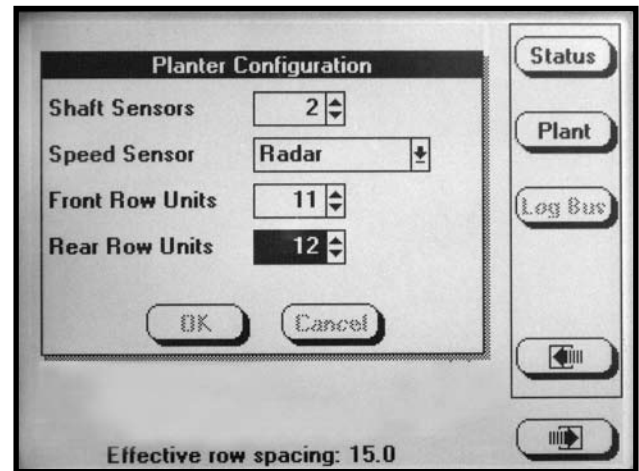 Planter Configuration
Shaft Sensors 2
Speed Sensor Radar
Front Row Units 11
Rear Row Units 12
OK Cancel
Status
Plant
Log Bus
Effective row spacing: 15.0